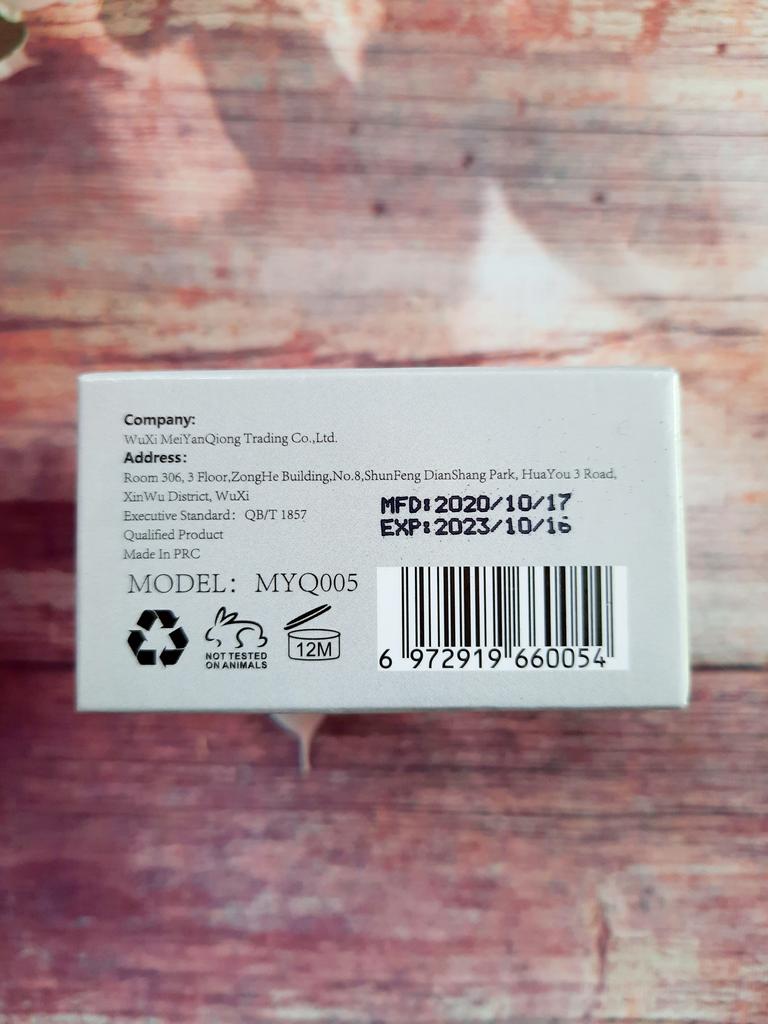 Company:
WuXi MeiYanQiong Trading Co.,Ltd.
Address:
Room 306, 3 Floor,ZongHe Building,No.8,ShunFeng DianShang Park, HuaYou 3 Road,
XinWu District, WuXi
Executive Standard: QB/T 1857
Qualified Product
Made In PRC
MFD:2020/10/17
EXP:2023/10/16
MODEL: MYQ005
NOT TESTED
ON ANIMALS
12M
6 972919 660054